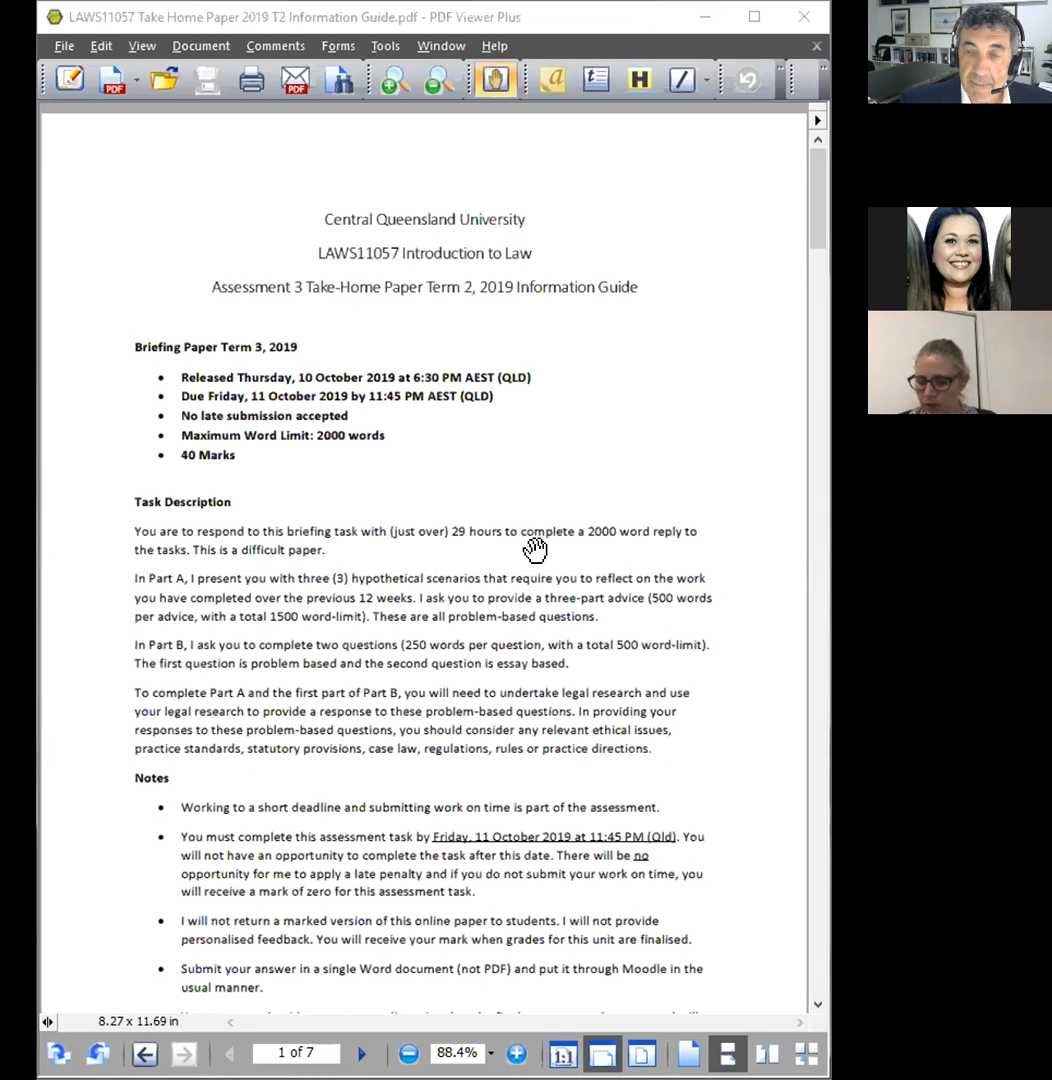 LAWS11057 Take Home Paper 2019 T2 Information Guide.pdf - PDF Viewer Plus
File Edit View Document Comments Forms Tools Window Help
Central Queensland University
LAWS11057 Introduction to Law
Assessment 3 Take-Home Paper Term 2, 2019 Information Guide
Briefing Paper Term 3, 2019
• Released Thursday, 10 October 2019 at 6:30 PM AEST (QLD)
• Due Friday, 11 October 2019 by 11:45 PM AEST (QLD)
• No late submission accepted
• Maximum Word Limit: 2000 words
• 40 Marks
Task Description
You are to respond to this briefing task with (just over) 29 hours to complete a 2000 word reply to
the tasks. This is a difficult paper.
In Part A, I present you with three (3) hypothetical scenarios that require you to reflect on the work
you have completed over the previous 12 weeks. I ask you to provide a three-part advice (500 words
per advice, with a total 1500 word-limit). These are all problem-based questions.
In Part B, I ask you to complete two questions (250 words per question, with a total 500 word-limit).
The first question is problem based and the second question is essay based.
To complete Part A and the first part of Part B, you will need to undertake legal research and use
your legal research to provide a response to these problem-based questions. In providing your
responses to these problem-based questions, you should consider any relevant ethical issues,
practice standards, statutory provisions, case law, regulations, rules or practice directions.
Notes
• Working to a short deadline and submitting work on time is part of the assessment.
• You must complete this assessment task by Friday, 11 October 2019 at 11:45 PM (Qld). You
will not have an opportunity to complete the task after this date. There will be no
opportunity for me to apply a late penalty and if you do not submit your work on time, you
will receive a mark of zero for this assessment task.
• I will not return a marked version of this online paper to students. I will not provide
personalised feedback. You will receive your mark when grades for this unit are finalised.
• Submit your answer in a single Word document (not PDF) and put it through Moodle in the
usual manner.
8.27 x 11.69 in
1 of 7
88.4%